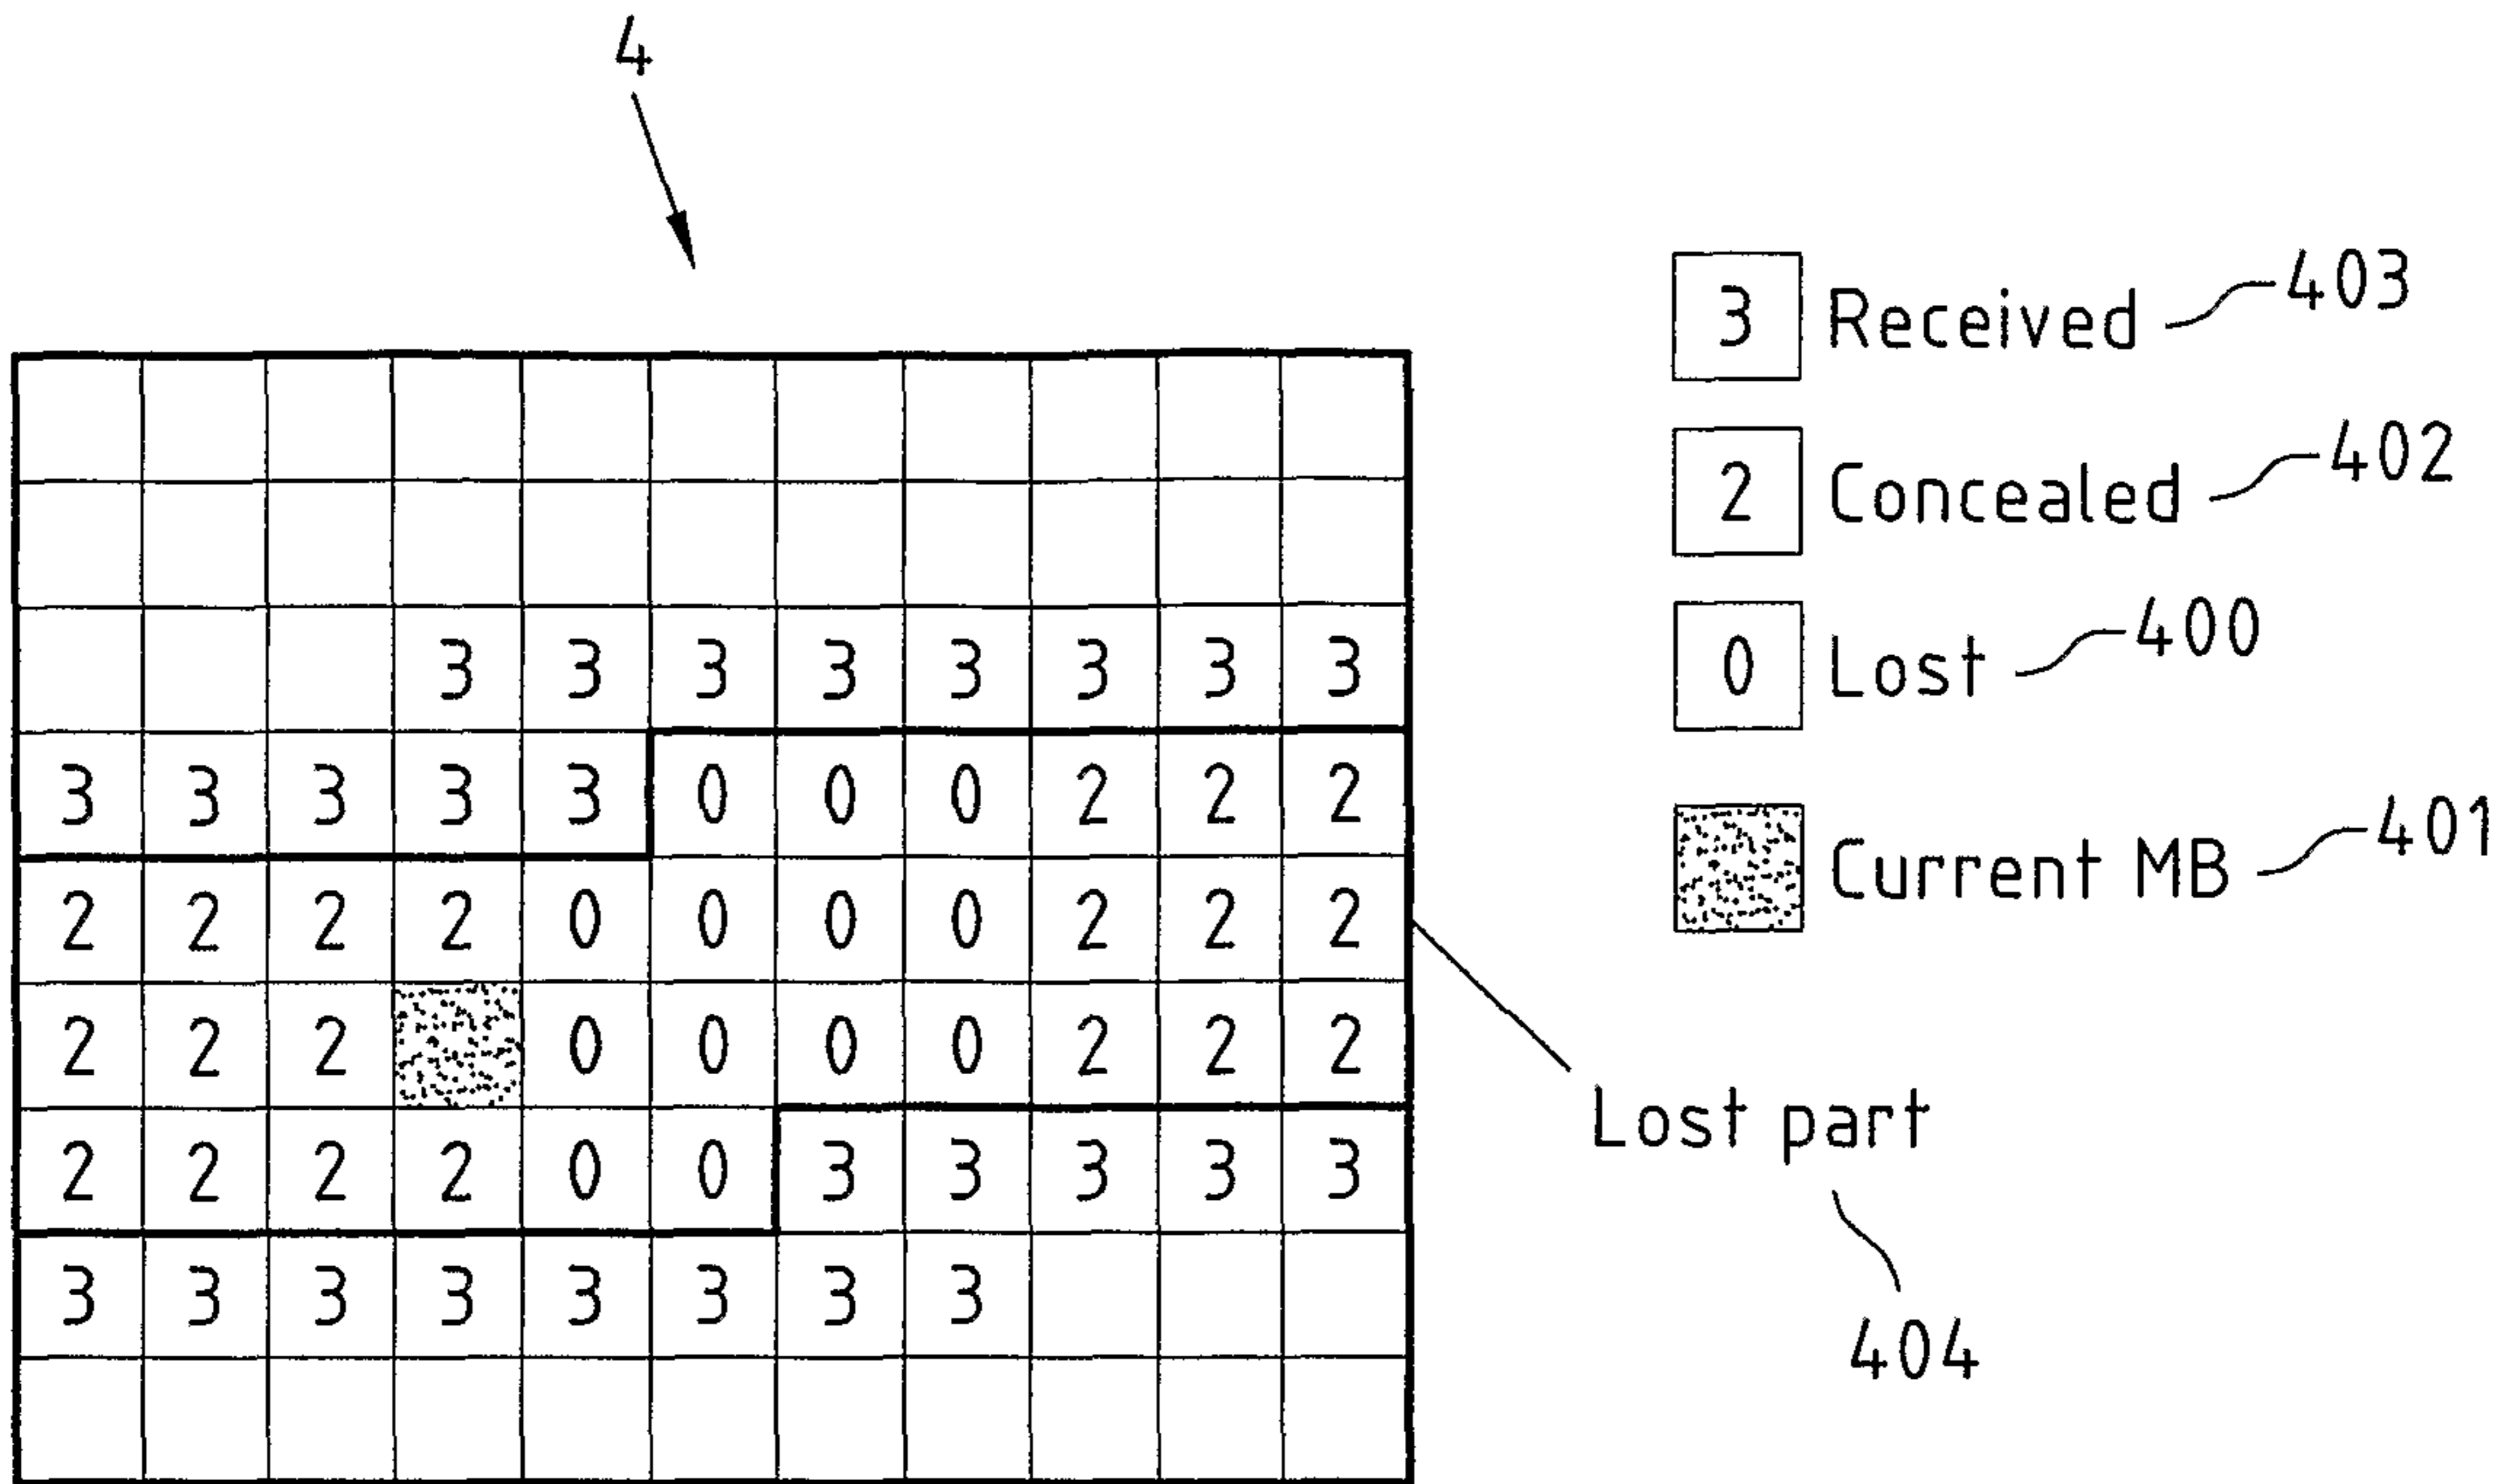 4
3 Received 403
2 Concealed 402
0 Lost 400
Current MB 401
3 3 3 3 3 3 3 3
3 3 3 3 3 0 0 0 2 2 2
2 2 2 2 0 0 0 0 2 2 2
2 2 2 0 0 0 0 2 2 2
2 2 2 2 0 0 3 3 3 3 3
3 3 3 3 3 3 3 3
Lost part
404